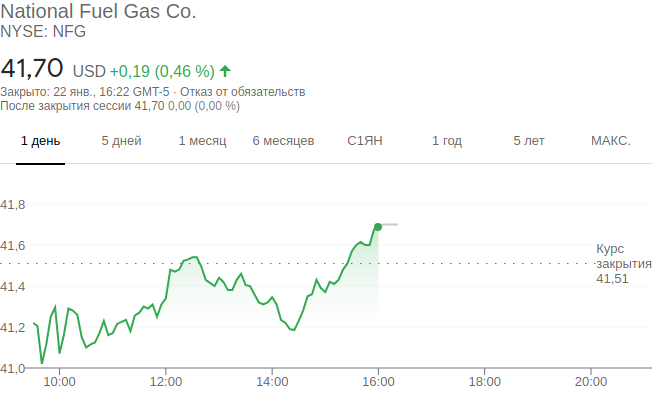 National Fuel Gas Co.
NYSE: NFG
41,70 USD +0,19 (0,46 %)
Закрыто: 22 янв., 16:22 GMT-5 · Отказ от обязательств
После закрытия сессии 41,70 0,00 (0,00 %)
1 день 5 дней 1 месяц 6 месяцев С1ЯН 1 год 5 лет МАКС.
41,8
41,6
Курс
закрытия
41,51
41,4
41,2
41,0
10:00 12:00 14:00 16:00 18:00 20:00